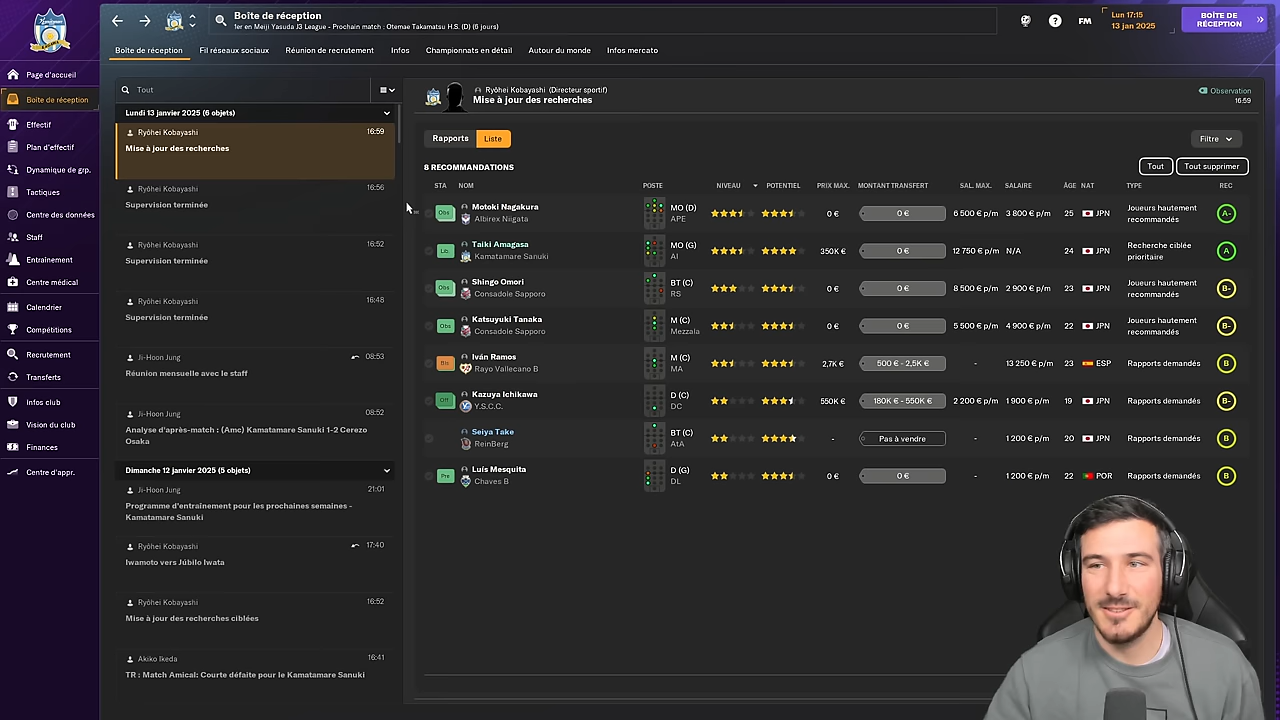 Boîte de réception
1er en Meiji Yasuda J3 League - Prochain match : Otemae Takamatsu H.S. (D) (6 jours)
FM
Lun 17:15
13 jan 2025
BOÎTE DE RÉCEPTION
Boîte de réception
Fil réseaux sociaux
Réunion de recrutement
Infos
Championnats en détail
Autour du monde
Infos mercato
Page d'accueil
Boîte de réception
Effectif
Plan d'effectif
Dynamique de grp.
Tactiques
Centre des données
Staff
Entraînement
Centre médical
Calendrier
Compétitions
Recrutement
Transferts
Infos club
Vision du club
Finances
Centre d'appr.
Tout
Lundi 13 janvier 2025 (6 objets)
Ryôhei Kobayashi 16:59
Mise à jour des recherches
Ryôhei Kobayashi 16:56
Supervision terminée
Ryôhei Kobayashi 16:52
Supervision terminée
Ryôhei Kobayashi 16:48
Supervision terminée
Ji-Hoon Jung 08:53
Réunion mensuelle avec le staff
Ji-Hoon Jung 08:52
Analyse d'après-match : (Amc) Kamatamare Sanuki 1-2 Cerezo
Osaka
Dimanche 12 janvier 2025 (5 objets)
Ji-Hoon Jung 21:01
Programme d'entraînement pour les prochaines semaines -
Kamatamare Sanuki
Ryôhei Kobayashi 17:40
Iwamoto vers Júbilo Iwata
Ryôhei Kobayashi 16:52
Mise à jour des recherches ciblées
Akiko Ikeda 16:41
TR : Match Amical: Courte défaite pour le Kamatamare Sanuki
Ryôhei Kobayashi (Directeur sportif)
Mise à jour des recherches
Observation
16:59
Rapports
Liste
Filtre
8 RECOMMANDATIONS
Tout
Tout supprimer
STA NOM POSTE NIVEAU POTENTIEL PRIX MAX. MONTANT TRANSFERT SAL. MAX. SALAIRE ÂGE NAT TYPE REC
Obs Motoki Nagakura MO (D) 0 € 0 € 6 500 € p/m 3 800 € p/m 25 JPN Joueurs hautement A-
Albirex Niigata APE recommandés
Lib Taiki Amagasa MO (G) 350K € 0 € 12 750 € p/m N/A 24 JPN Recherche ciblée A
Kamatamare Sanuki AI prioritaire
Obs Shingo Omori BT (C) 0 € 0 € 8 500 € p/m 2 900 € p/m 23 JPN Joueurs hautement B-
Consadole Sapporo RS recommandés
Obs Katsuyuki Tanaka M (C) 0 € 0 € 5 500 € p/m 4 900 € p/m 22 JPN Joueurs hautement B-
Consadole Sapporo Mezzala recommandés
Bls Iván Ramos M (C) 2,7K € 500 € - 2,5K € - 13 250 € p/m 23 ESP Rapports demandés B
Rayo Vallecano B MA
Off Kazuya Ichikawa D (C) 550K € 180K € - 550K € 2 200 € p/m 1 900 € p/m 19 JPN Rapports demandés B-
Y.S.C.C. DC
Seiya Take BT (C) - Pas à vendre - 1 200 € p/m 20 JPN Rapports demandés B
ReinBerg AtA
Pre Luís Mesquita D (G) 0 € 0 € - 1 200 € p/m 22 POR Rapports demandés B
Chaves B DL